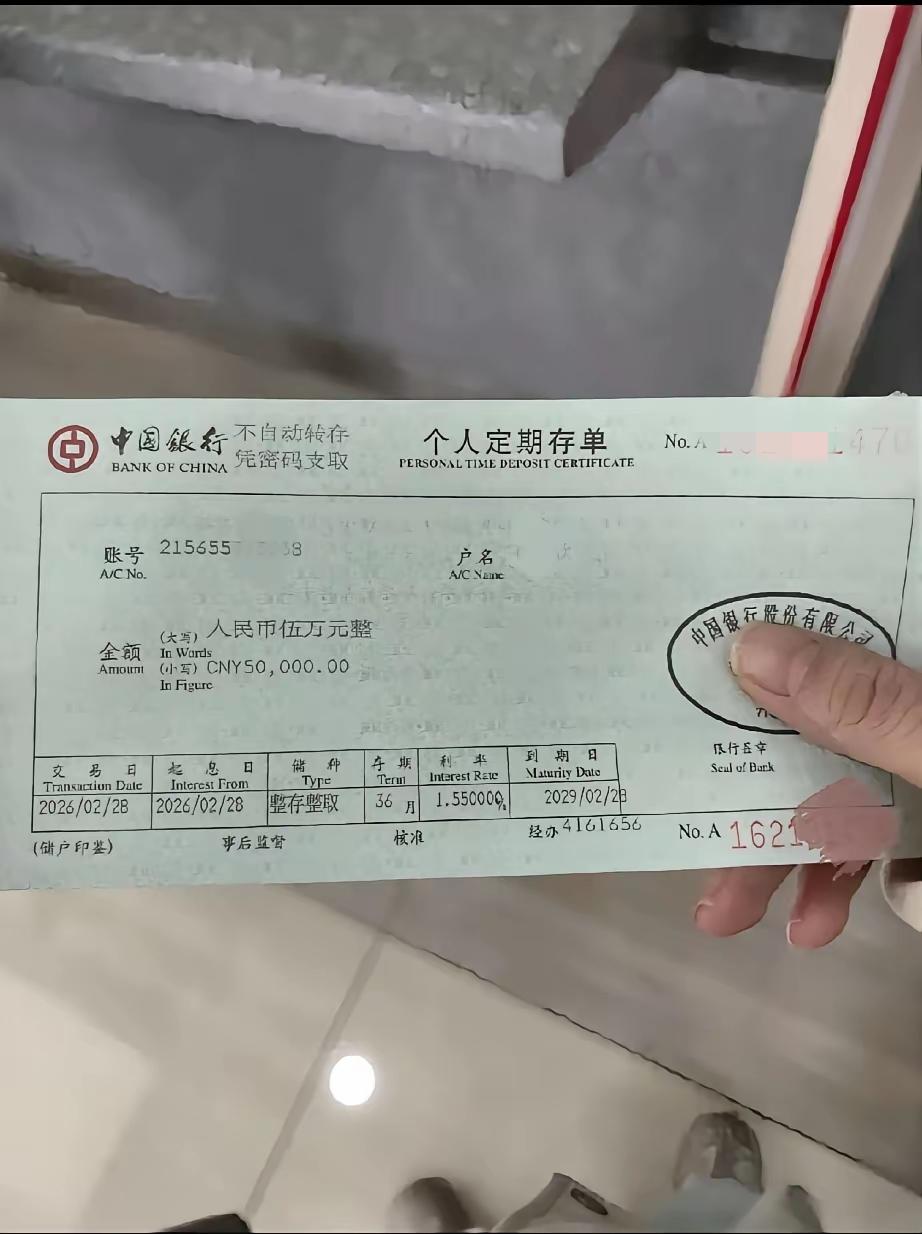 中国银行
BANK OF CHINA
不自动转存
凭密码支取
个人定期存单
PERSONAL TIME DEPOSIT CERTIFICATE
No. A 1470
账号 215655 38
A/C No.
户名
A/C Name
金额
Amount
(大写) 人民币伍万元整
In Words
(小写) CNY50,000.00
In Figure
中国银行股份有限公司
银行签章
Seal of Bank
交易日 起息日 储种 存期 利率 到期日
Transaction Date Interest From Type Term Interest Rate Maturity Date
2026/02/28 2026/02/28 整存整取 36 月 1.550000% 2029/02/28
(储户印鉴) 事后监督 核准 经办 4161656 No. A 1621